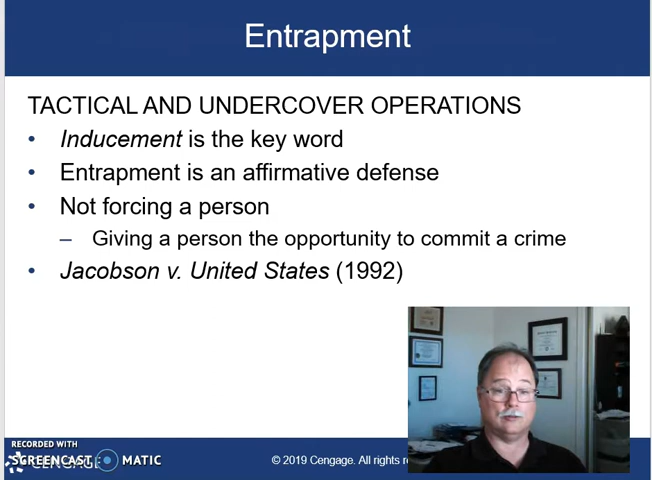 Entrapment
TACTICAL AND UNDERCOVER OPERATIONS
• Inducement is the key word
• Entrapment is an affirmative defense
• Not forcing a person
– Giving a person the opportunity to commit a crime
• Jacobson v. United States (1992)
RECORDED WITH
SCREENCAST MATIC
CENGAGE
© 2019 Cengage. All rights